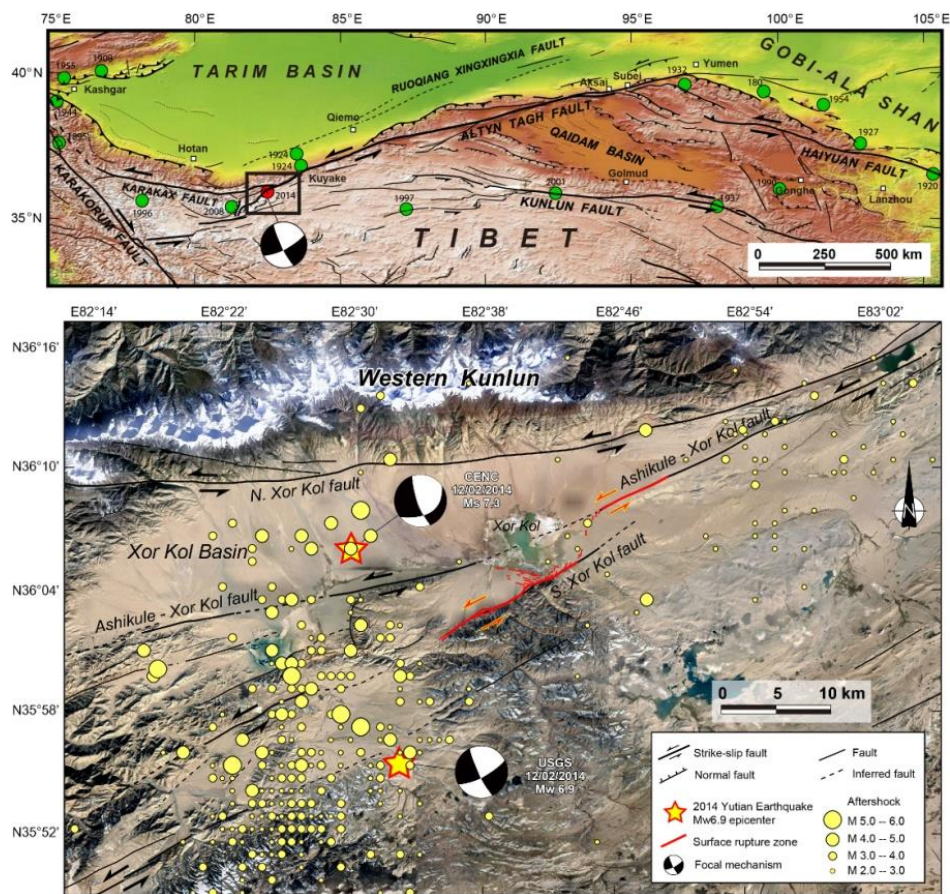 75°E
80°
85°
90°
95°
100°
105°E
40°N
35°N
TARIM BASIN
RUOQIANG XINGXINGXIA FAULT
GOBI-ALA SHAN
ALTYN TAGH FAULT
QAIDAM BASIN
HAIYUAN FAULT
KARAKAX FAULT
KARAKORUM FAULT
KUNLUN FAULT
TIBET
Kashgar
Hotan
Qiemo
Kuyake
Aksai
Subei
Yumen
Golmud
Gonghe
Lanzhou
1955
1908
1944
1996
2008
2014
1924
1924
1997
2001
1937
1932
180
1954
1927
1920
1990
0 250 500 km
E82°14'
E82°22'
E82°30'
E82°38'
E82°46'
E82°54'
E83°02'
N36°16'
N36°10'
N36°04'
N35°58'
N35°52'
Western Kunlun
N. Xor Kol fault
CENC
12/02/2014
Ms 7.3
Ashikule - Xor Kol fault
N
Xor Kol
Xor Kol Basin
S. Xor Kol fault
Ashikule - Xor Kol fault
0 5 10 km
USGS
12/02/2014
Mw 6.9
Strike-slip fault
Normal fault
Fault
Inferred fault
2014 Yutian Earthquake
Mw6.9 epicenter
Surface rupture zone
Focal mechanism
Aftershock
M 5.0 -- 6.0
M 4.0 -- 5.0
M 3.0 -- 4.0
M 2.0 -- 3.0